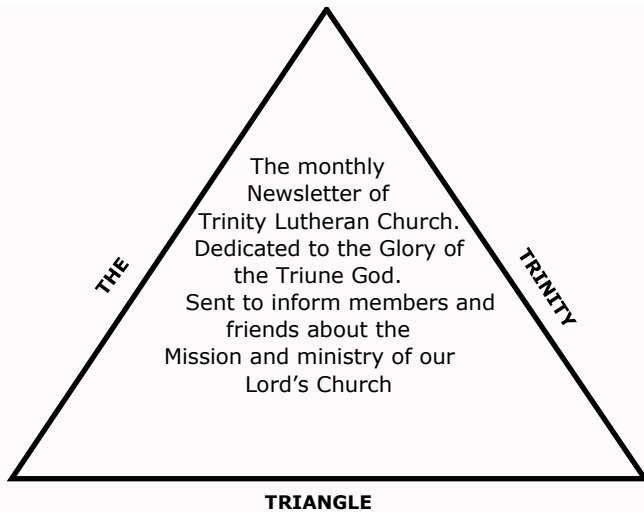 THE
TRINITY
The monthly
Newsletter of
Trinity Lutheran Church.
Dedicated to the Glory of
the Triune God.
Sent to inform members and
friends about the
Mission and ministry of our
Lord’s Church
TRIANGLE